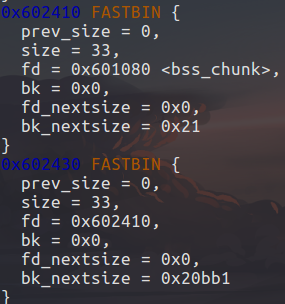 0x602410 FASTBIN {
  prev_size = 0,
  size = 33,
  fd = 0x601080 <bss_chunk>,
  bk = 0x0,
  fd_nextsize = 0x0,
  bk_nextsize = 0x21
}
0x602430 FASTBIN {
  prev_size = 0,
  size = 33,
  fd = 0x602410,
  bk = 0x0,
  fd_nextsize = 0x0,
  bk_nextsize = 0x20bb1
}